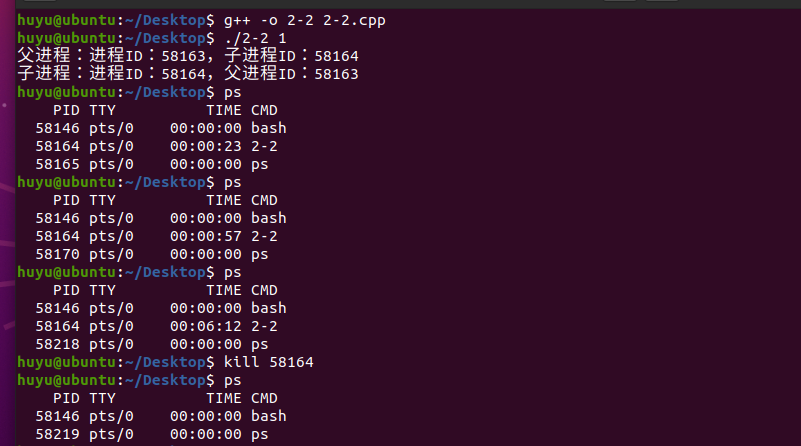 huyu@ubuntu:~/Desktop$ g++ -o 2-2 2-2.cpp
huyu@ubuntu:~/Desktop$ ./2-2 1
父进程：进程ID：58163，子进程ID：58164
子进程：进程ID：58164，父进程ID：58163
huyu@ubuntu:~/Desktop$ ps
    PID TTY          TIME CMD
  58146 pts/0    00:00:00 bash
  58164 pts/0    00:00:23 2-2
  58165 pts/0    00:00:00 ps
huyu@ubuntu:~/Desktop$ ps
    PID TTY          TIME CMD
  58146 pts/0    00:00:00 bash
  58164 pts/0    00:00:57 2-2
  58170 pts/0    00:00:00 ps
huyu@ubuntu:~/Desktop$ ps
    PID TTY          TIME CMD
  58146 pts/0    00:00:00 bash
  58164 pts/0    00:06:12 2-2
  58218 pts/0    00:00:00 ps
huyu@ubuntu:~/Desktop$ kill 58164
huyu@ubuntu:~/Desktop$ ps
    PID TTY          TIME CMD
  58146 pts/0    00:00:00 bash
  58219 pts/0    00:00:00 ps